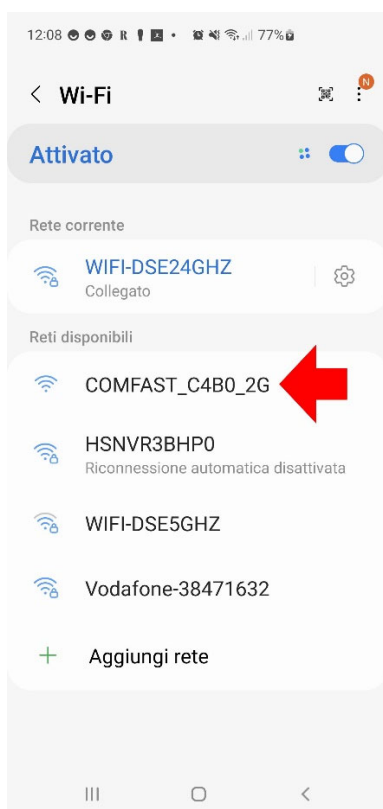 12:08 R 77%
Wi-Fi
N
Attivato
Rete corrente
WIFI-DSE24GHZ
Collegato
Reti disponibili
COMFAST_C4B0_2G
HSNVR3BHP0
Riconnessione automatica disattivata
WIFI-DSE5GHZ
Vodafone-38471632
+ Aggiungi rete